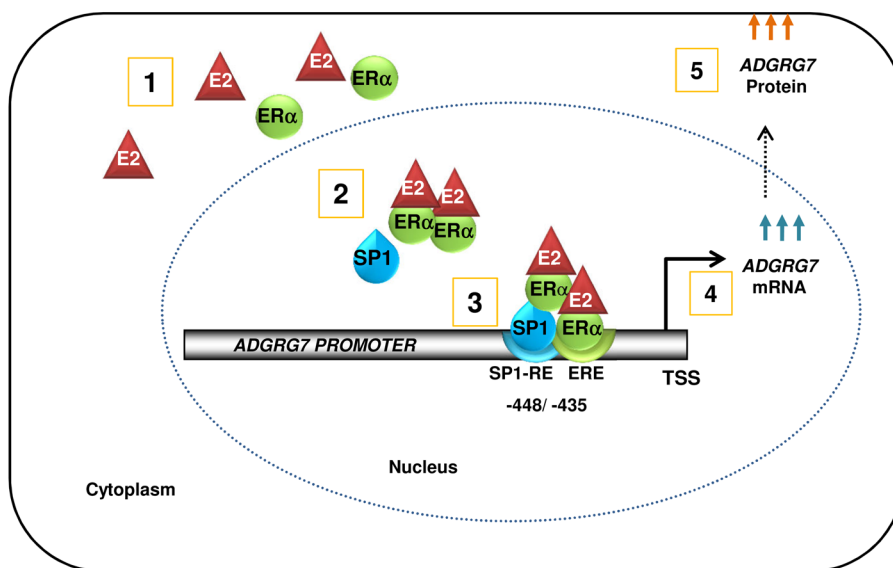 1
E2
E2
ERα
ERα
E2
2
E2
E2
ERα
ERα
SP1
3
E2
ERα
E2
SP1
ERα
ADGRG7 PROMOTER
SP1-RE
ERE
-448/ -435
TSS
4
ADGRG7
mRNA
5
ADGRG7
Protein
Nucleus
Cytoplasm